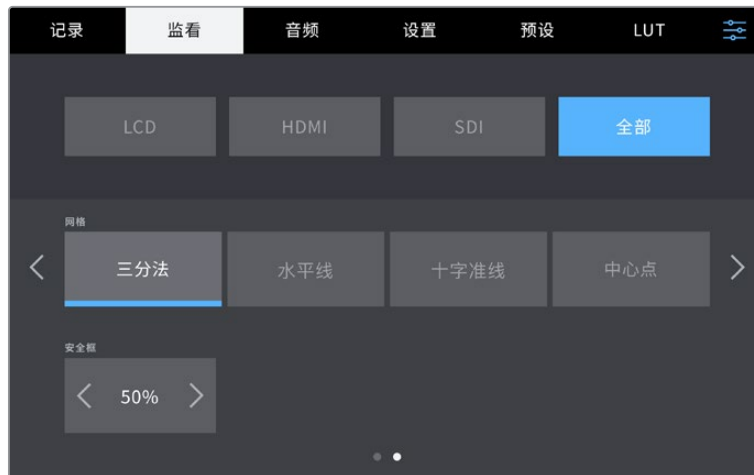 记录 监看 音频 设置 预设 LUT
LCD HDMI SDI 全部
网格
三分法 水平线 十字准线 中心点
安全框
50%